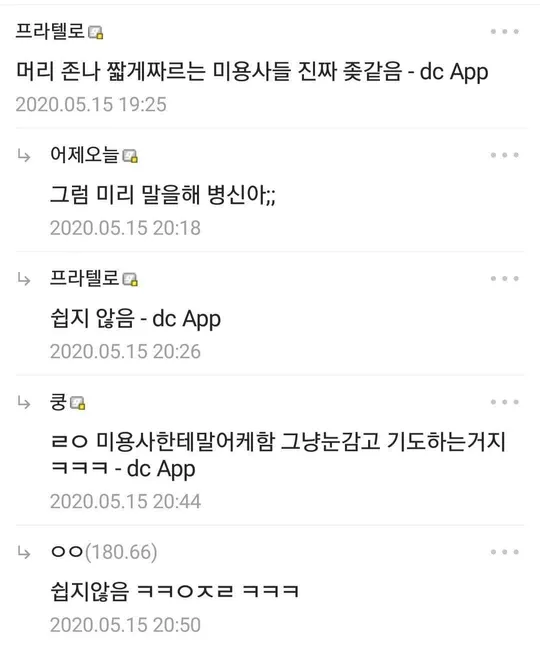 프라텔로
머리 존나 짧게짜르는 미용사들 진짜 좆같음 - dc App
2020.05.15 19:25
어제오늘
그럼 미리 말을해 병신아;;
2020.05.15 20:18
프라텔로
쉽지 않음 - dc App
2020.05.15 20:26
쿵
ㄹㅇ 미용사한테말어케함 그냥눈감고 기도하는거지
ㅋㅋㅋ - dc App
2020.05.15 20:44
ㅇㅇ(180.66)
쉽지않음 ㅋㅋㅇㅈㄹ ㅋㅋㅋ
2020.05.15 20:50